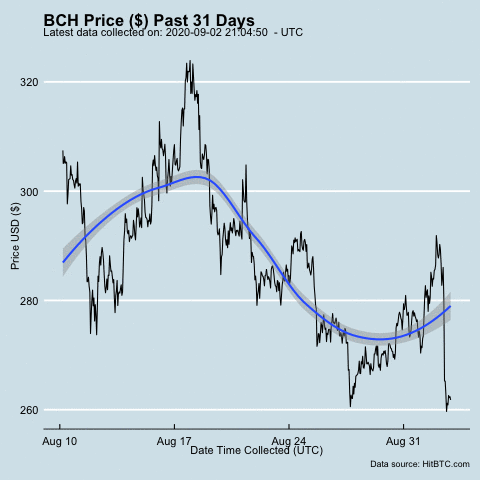 BCH Price ($) Past 31 Days
Latest data collected on: 2020-09-02 21:04:50 - UTC
Price USD ($)
320
300
280
260
Aug 10 Aug 17 Aug 24 Aug 31
Date Time Collected (UTC)
Data source: HitBTC.com